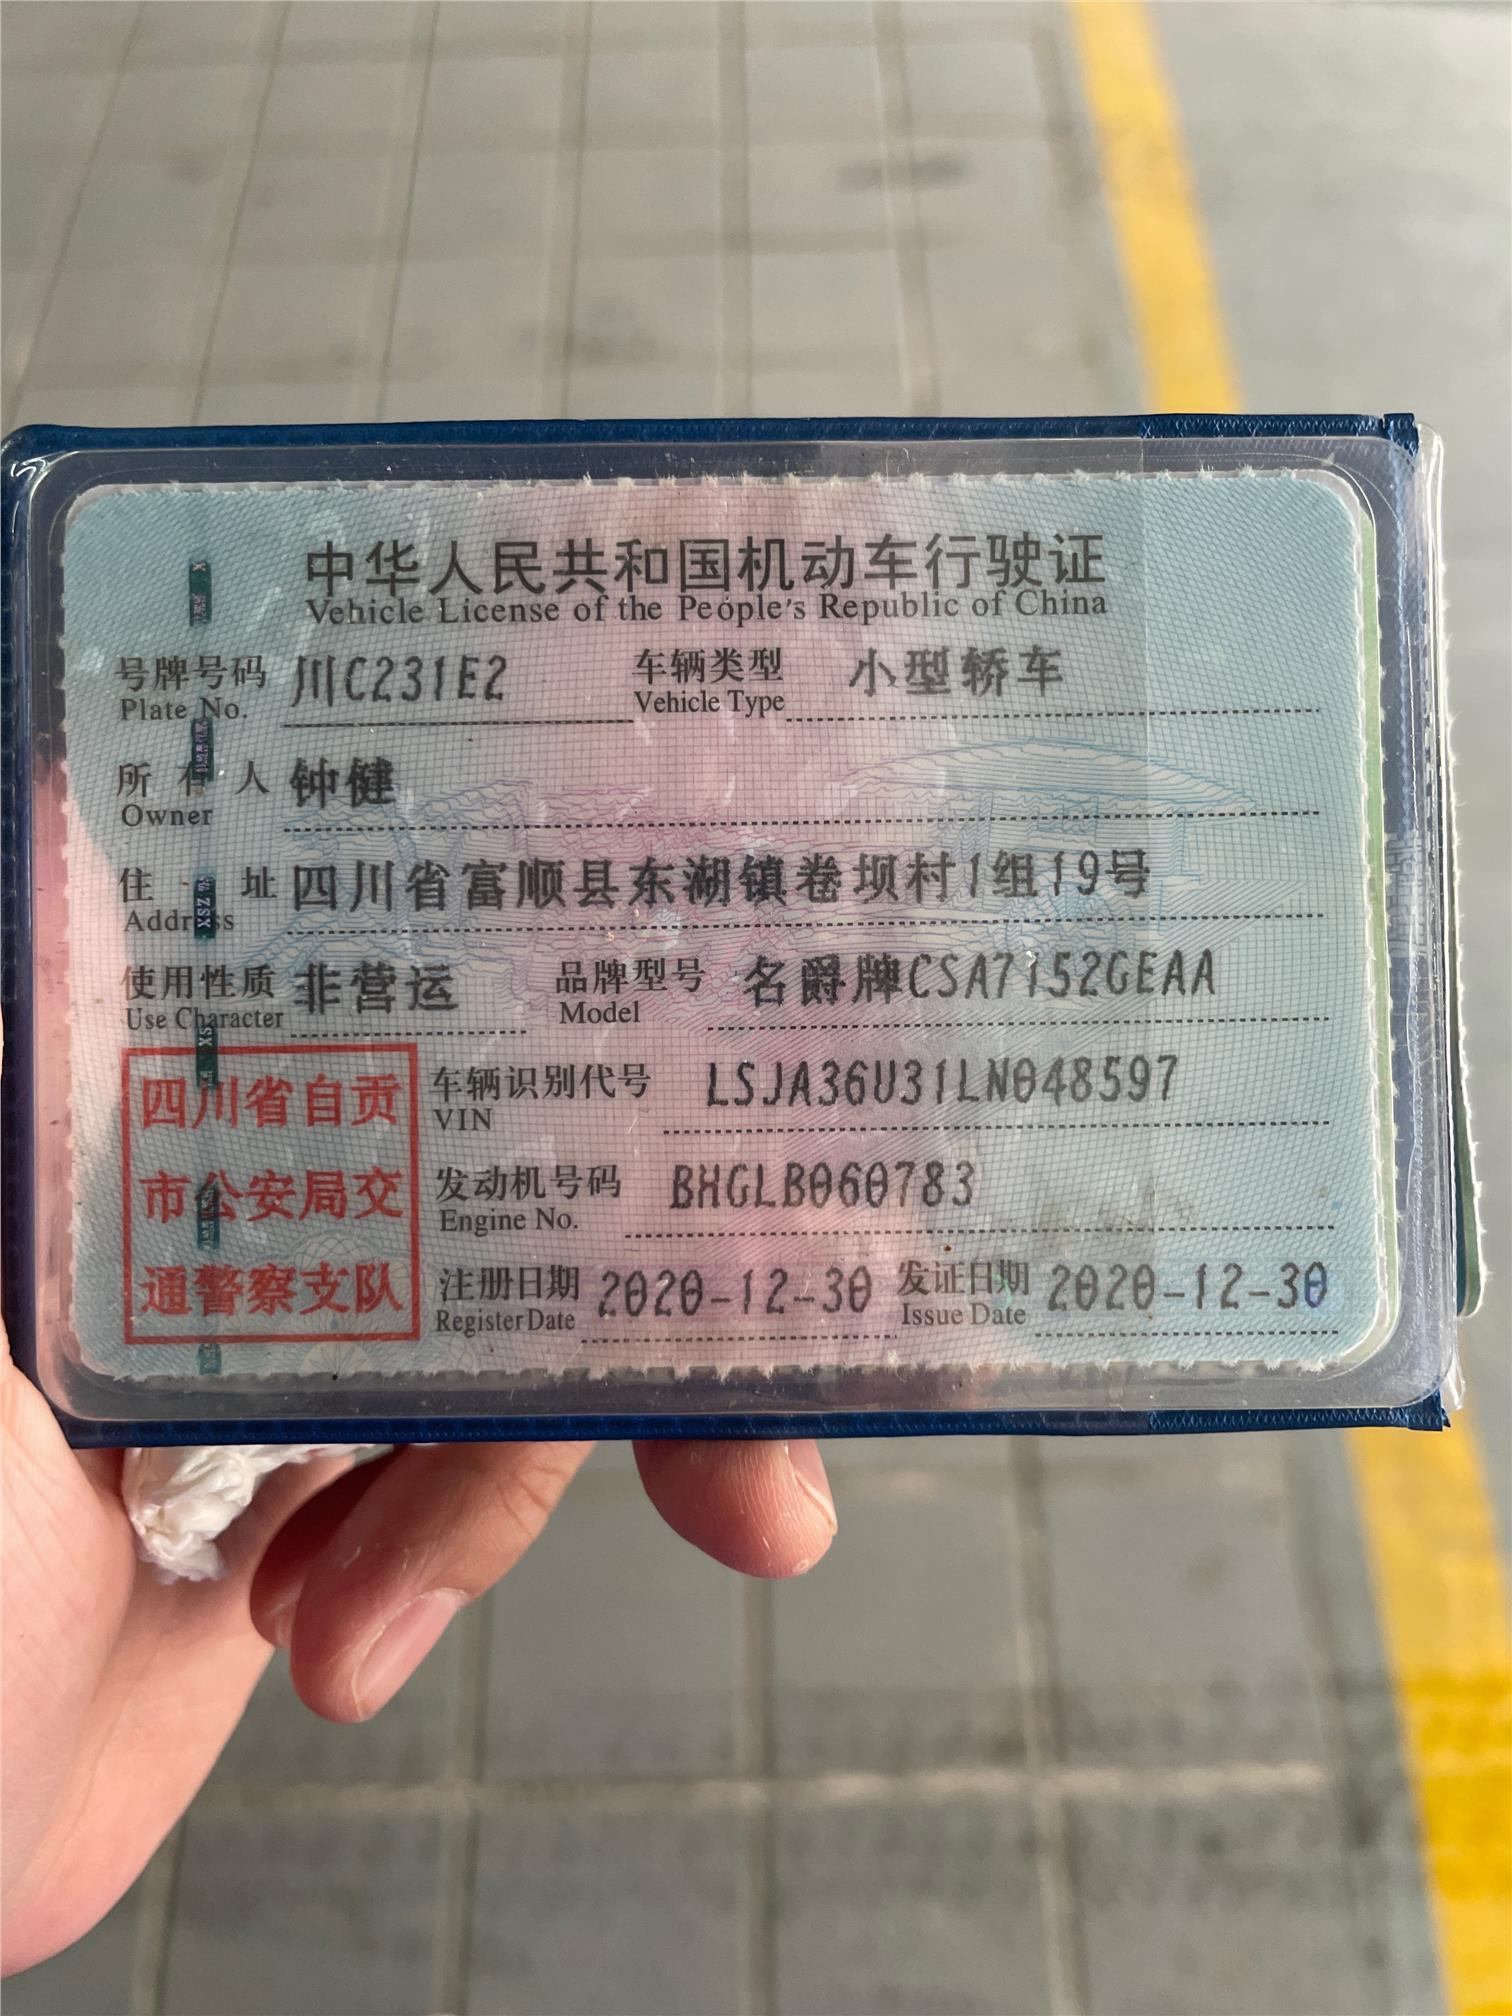 中华人民共和国机动车行驶证
Vehicle License of the People's Republic of China
号牌号码 川C231E2 车辆类型 小型轿车
Plate No. Vehicle Type
所有人 钟健
Owner
住址 四川省富顺县东湖镇卷坝村1组19号
Address
使用性质 非营运 品牌型号 名爵牌CSA7152GEAA
Use Character Model
四川省自贡
市公安局交
通警察支队
车辆识别代号 LSJA36U31LN048597
VIN
发动机号码 BHGLB060783
Engine No.
注册日期 2020-12-30 发证日期 2020-12-30
Register Date Issue Date